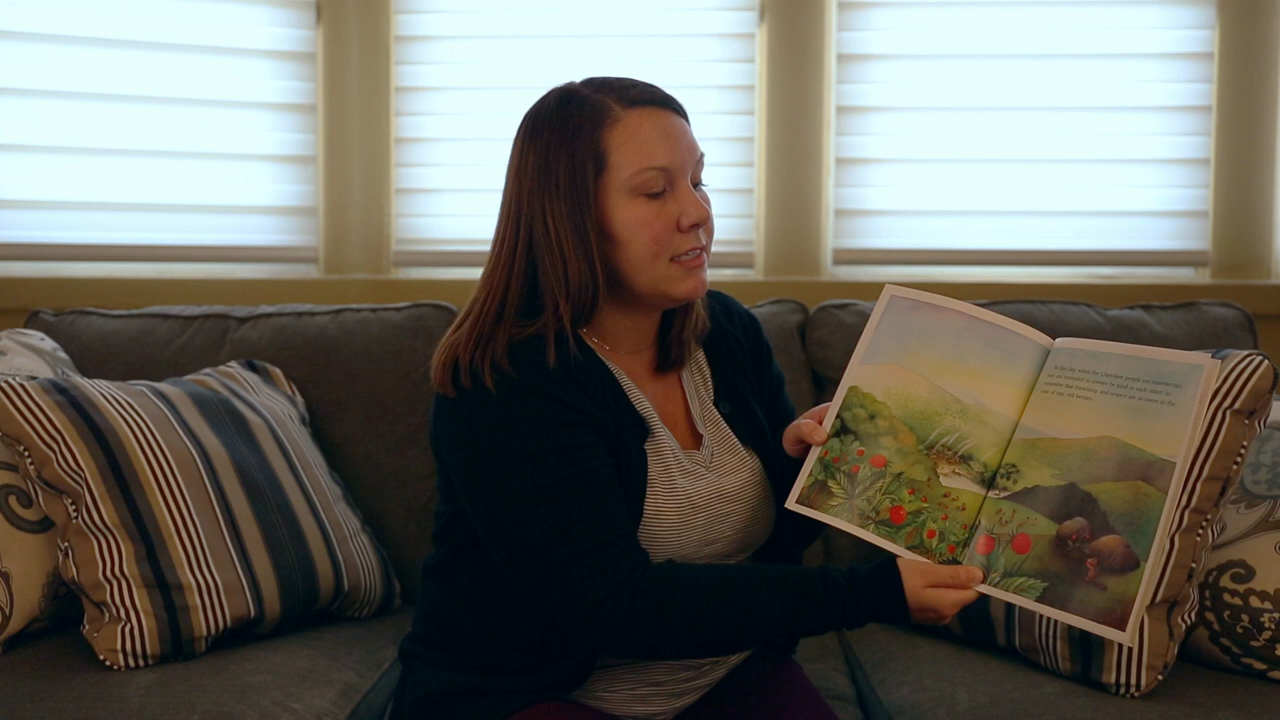 To this day, when the Cherokee people eat strawberries,
they are reminded to always be kind to each other; to
remember that friendship and respect are as sweet as the
taste of ripe, red berries.